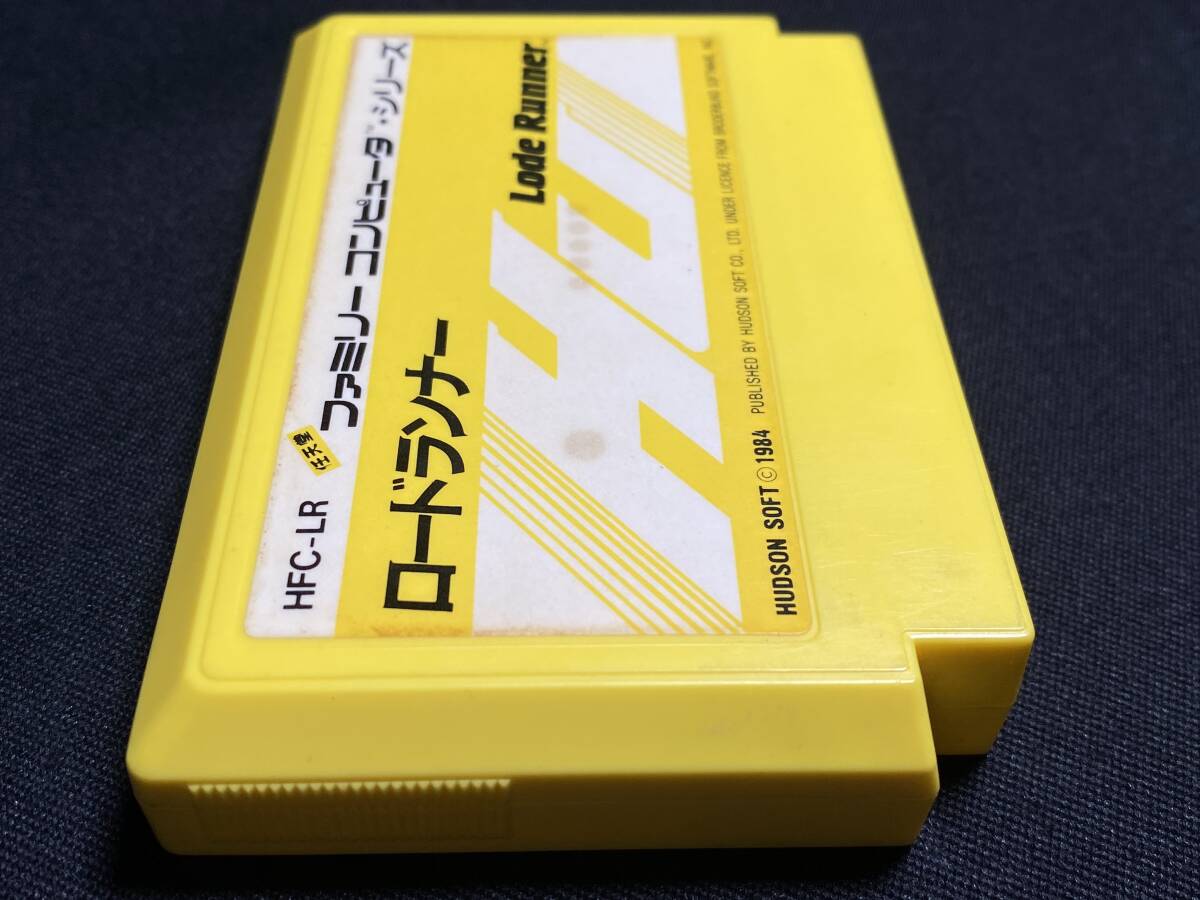 HFC-LR 任天堂 ファミリー コンピュータ™・シリーズ
ロードランナー
Lode Runner™
HUDSON SOFT © 1984 PUBLISHED BY HUDSON SOFT CO., LTD. UNDER LICENCE FROM BRODERBUND SOFTWARE, INC.